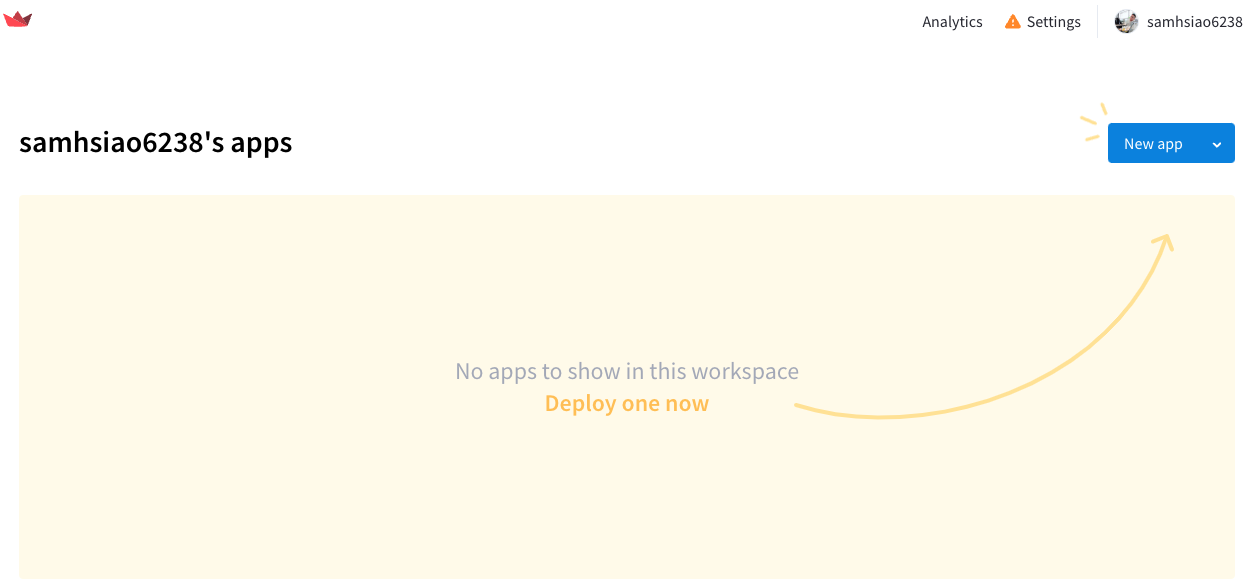 Analytics
Settings
samhsiao6238
samhsiao6238's apps
New app
No apps to show in this workspace
Deploy one now